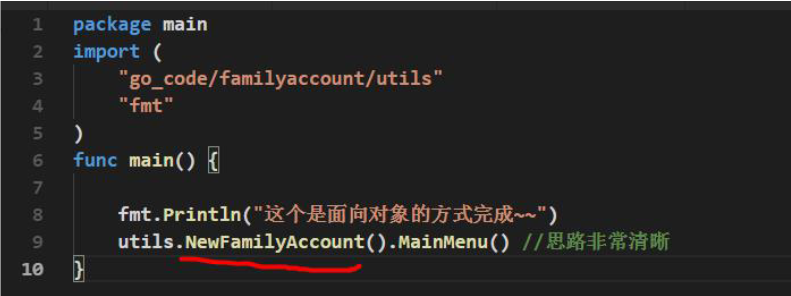 1 package main
2 import (
3 "go_code/familyaccount/utils"
4 "fmt"
5 )
6 func main() {
7
8 fmt.Println("这个是面向对象的方式完成~~")
9 utils.NewFamilyAccount().MainMenu() //思路非常清晰
10 }